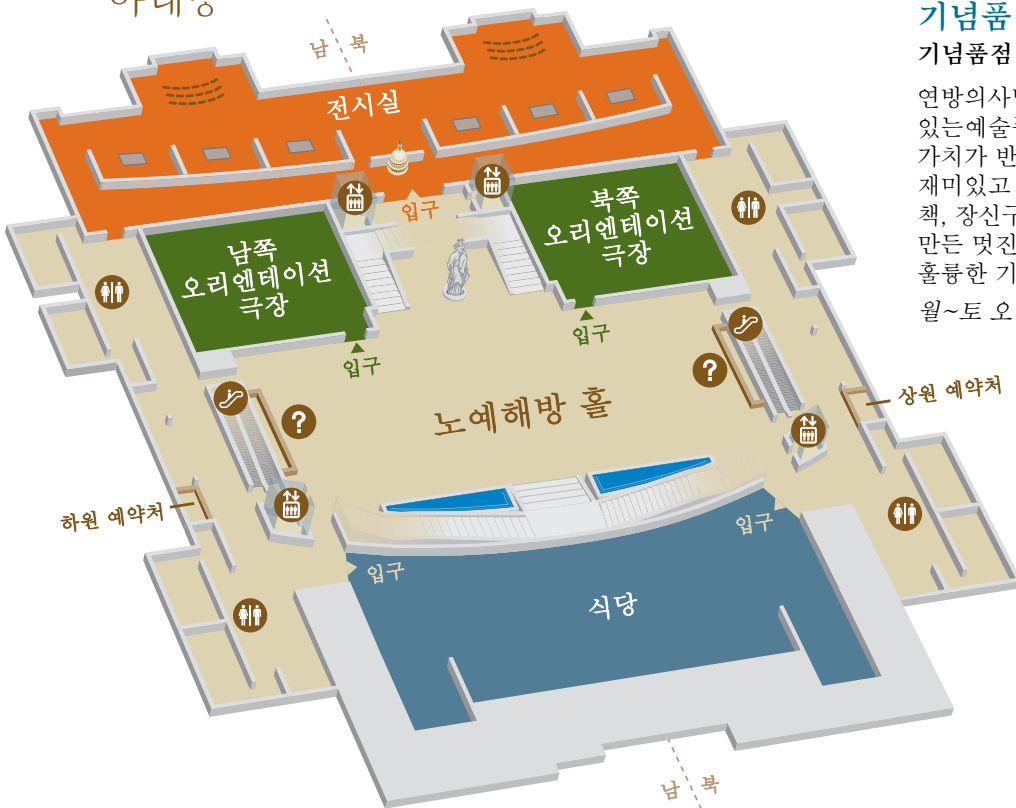 아래층
남 북
전시실
입구
남쪽
오리엔테이션
극장
북쪽
오리엔테이션
극장
입구
입구
?
?
노예해방 홀
상원 예약처
하원 예약처
입구
입구
식당
남 북
기념품
기념품점
있는예술
가치가 반
재미있고
책, 장신구
만든 멋진
훌륭한 기
월~토 오